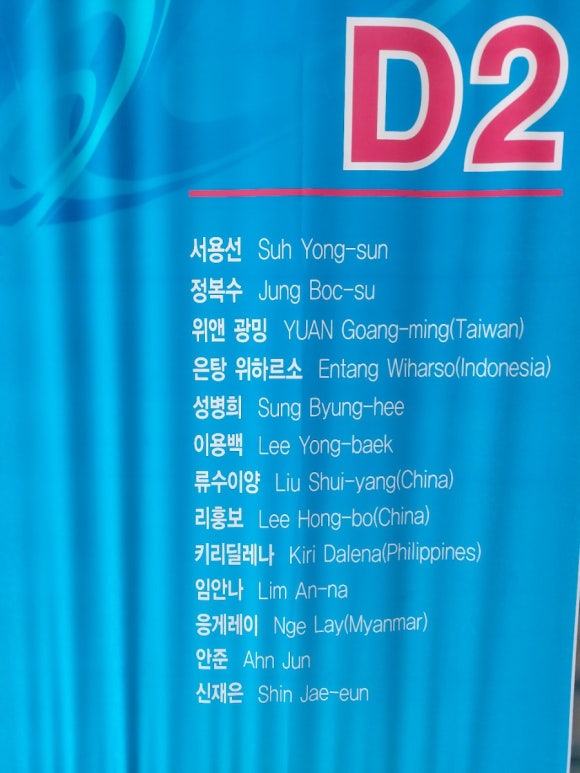 D2
서용선 Suh Yong-sun
정복수 Jung Boc-su
위앤 광밍 YUAN Goang-ming(Taiwan)
은탕 위하르소 Entang Wiharso(Indonesia)
성병희 Sung Byung-hee
이용백 Lee Yong-baek
류수이양 Liu Shui-yang(China)
리홍보 Lee Hong-bo(China)
키리딜레나 Kiri Dalena(Philippines)
임안나 Lim An-na
응게레이 Nge Lay(Myanmar)
안준 Ahn Jun
신재은 Shin Jae-eun